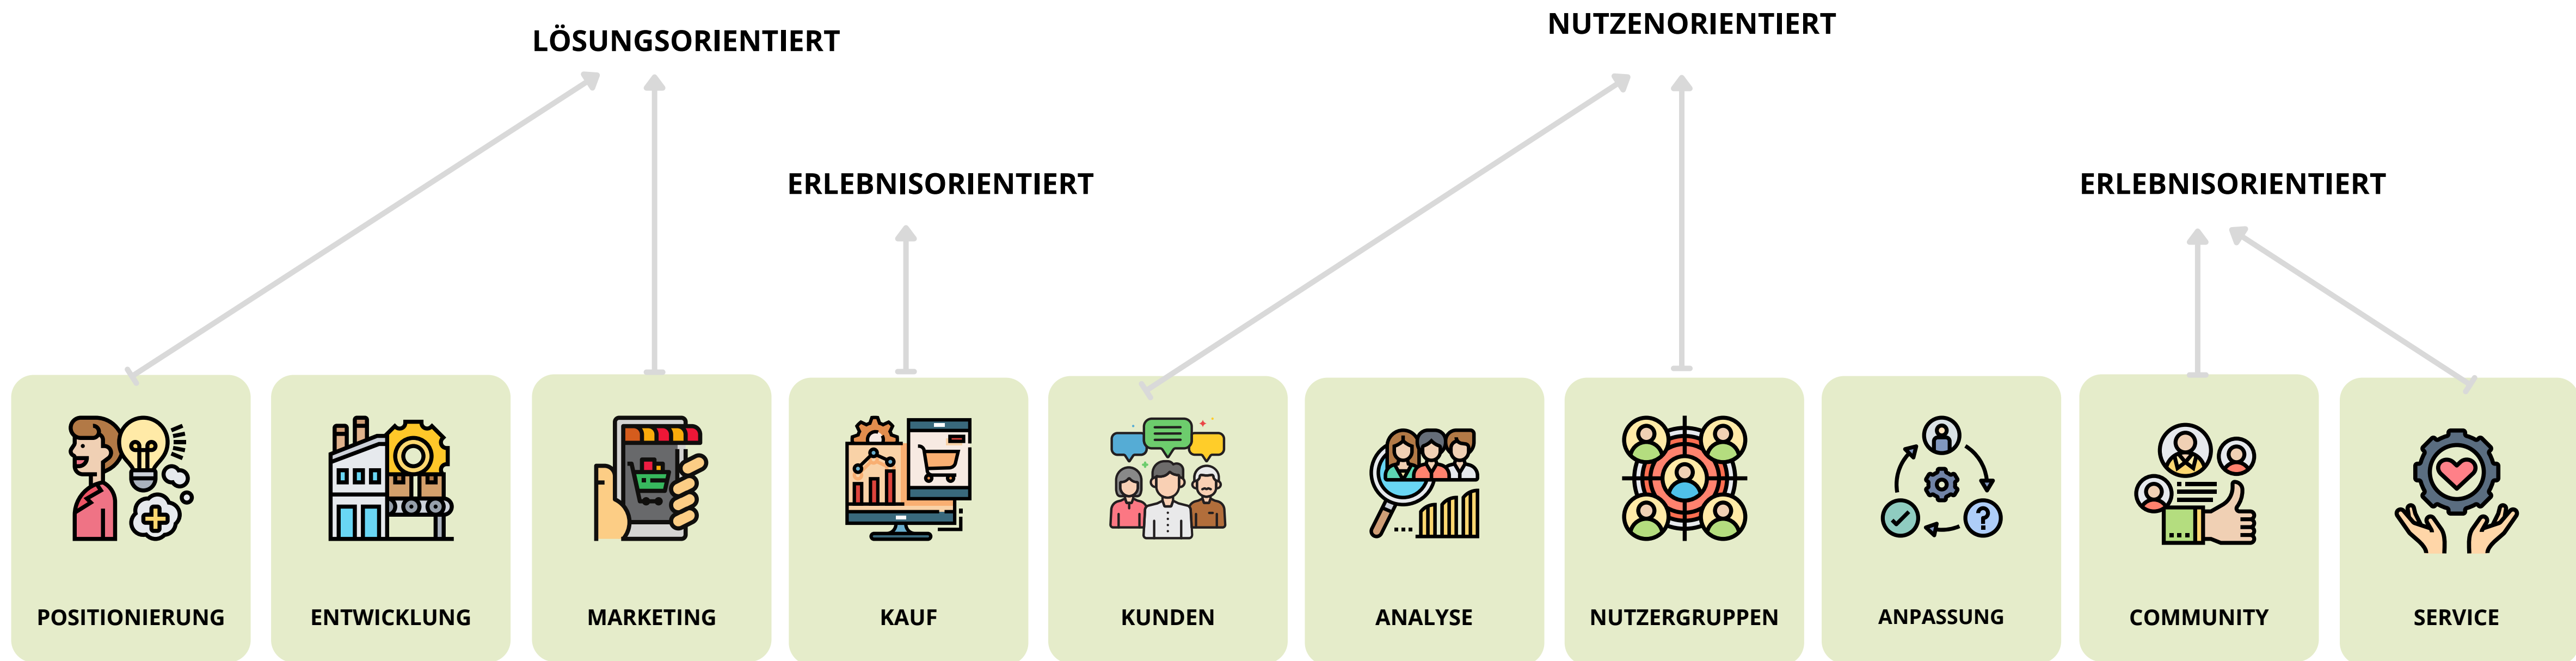 LÖSUNGSORIENTIERT
NUTZENORIENTIERT
ERLEBNISORIENTIERT
ERLEBNISORIENTIERT
POSITIONIERUNG
ENTWICKLUNG
MARKETING
KAUF
KUNDEN
ANALYSE
NUTZERGRUPPEN
ANPASSUNG
COMMUNITY
SERVICE